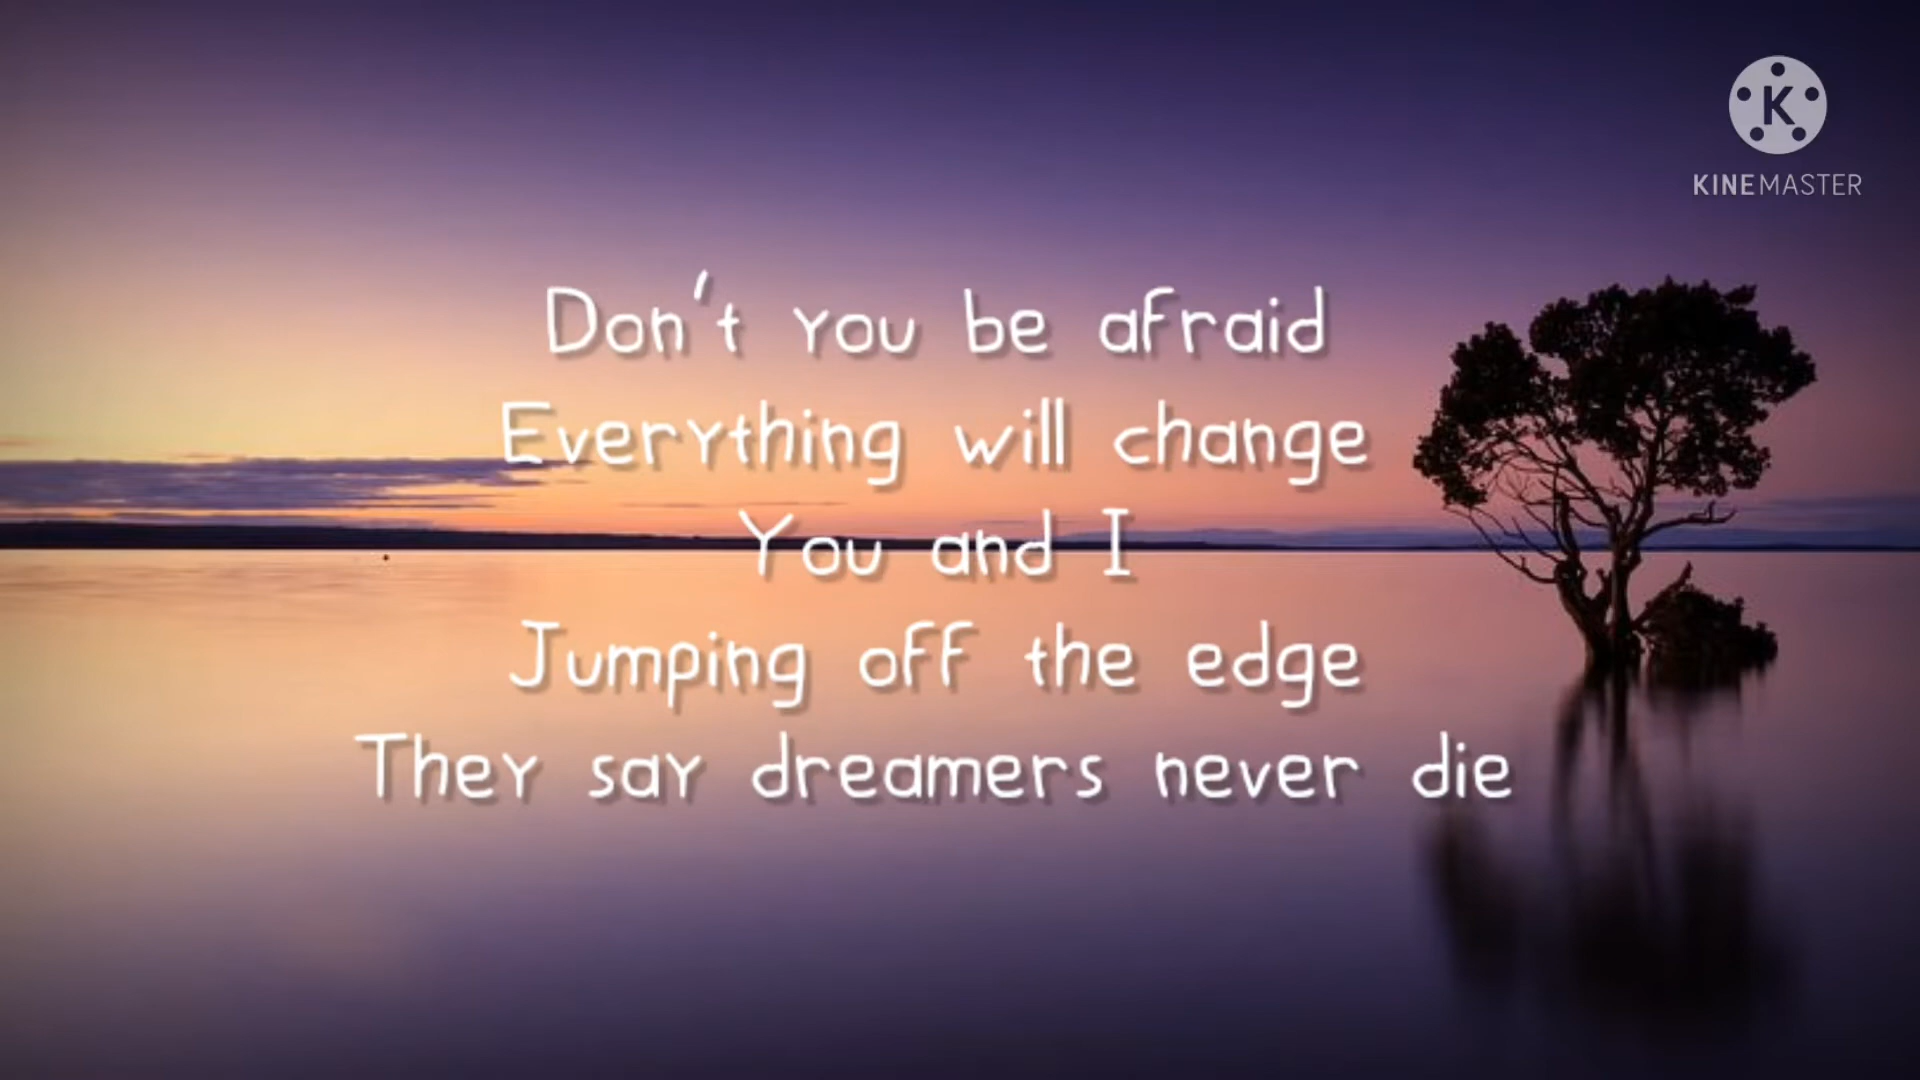 K
KINEMASTER
Don't you be afraid
Everything will change
You and I
Jumping off the edge
They say dreamers never die